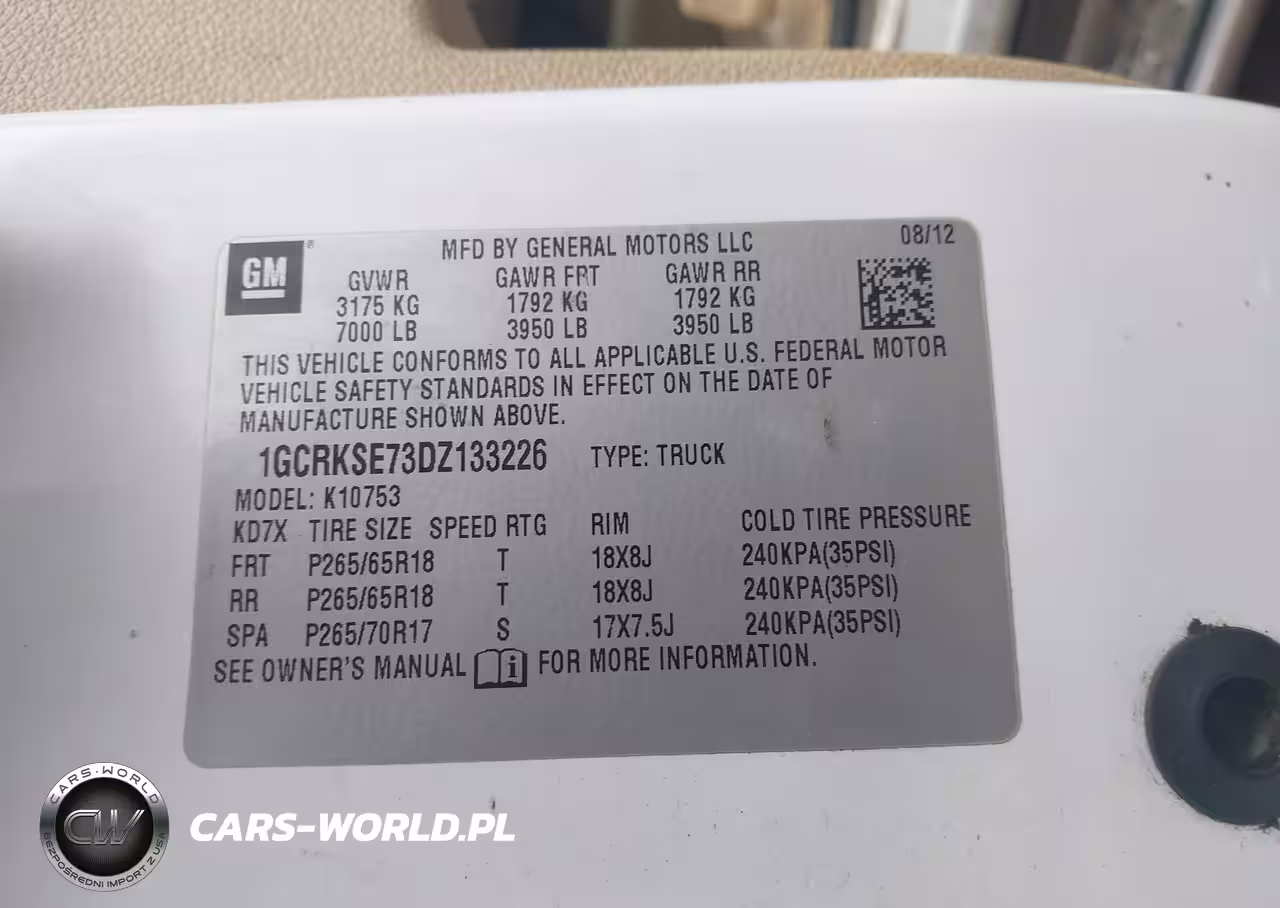 GM ®
MFD BY GENERAL MOTORS LLC 08/12
GVWR GAWR FRT GAWR RR
3175 KG 1792 KG 1792 KG
7000 LB 3950 LB 3950 LB
THIS VEHICLE CONFORMS TO ALL APPLICABLE U.S. FEDERAL MOTOR
VEHICLE SAFETY STANDARDS IN EFFECT ON THE DATE OF
MANUFACTURE SHOWN ABOVE.
1GCRKSE73DZ133226 TYPE: TRUCK
MODEL: K10753
KD7X TIRE SIZE SPEED RTG RIM COLD TIRE PRESSURE
FRT P265/65R18 T 18X8J 240KPA(35PSI)
RR P265/65R18 T 18X8J 240KPA(35PSI)
SPA P265/70R17 S 17X7.5J 240KPA(35PSI)
SEE OWNER'S MANUAL i FOR MORE INFORMATION.
CARS-WORLD
CW
BEZPOŚREDNI IMPORT Z USA
CARS-WORLD.PL